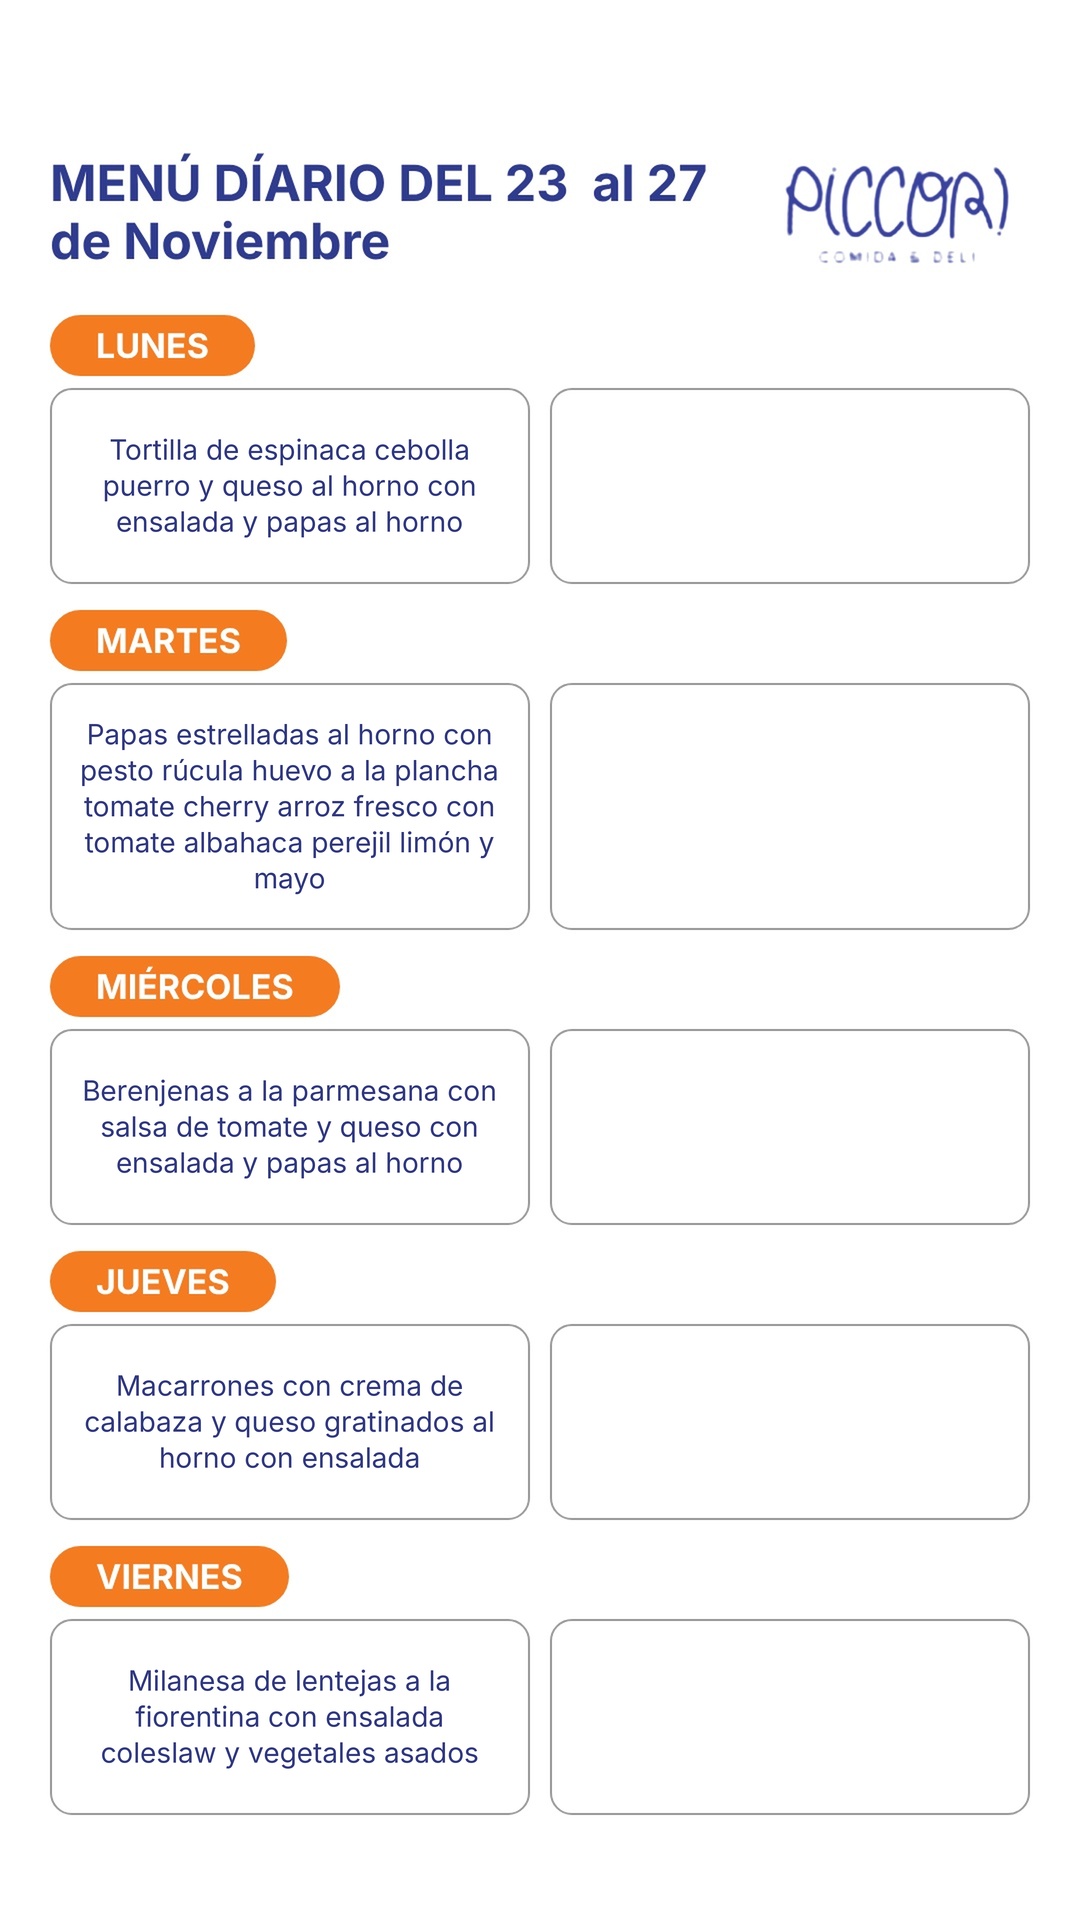 MENÚ DÍARIO DEL 23  al 27
de Noviembre
PICCOR!
COMIDA & DELI
LUNES
Tortilla de espinaca cebolla
puerro y queso al horno con
ensalada y papas al horno
MARTES
Papas estrelladas al horno con
pesto rúcula huevo a la plancha
tomate cherry arroz fresco con
tomate albahaca perejil limón y
mayo
MIÉRCOLES
Berenjenas a la parmesana con
salsa de tomate y queso con
ensalada y papas al horno
JUEVES
Macarrones con crema de
calabaza y queso gratinados al
horno con ensalada
VIERNES
Milanesa de lentejas a la
fiorentina con ensalada
coleslaw y vegetales asados